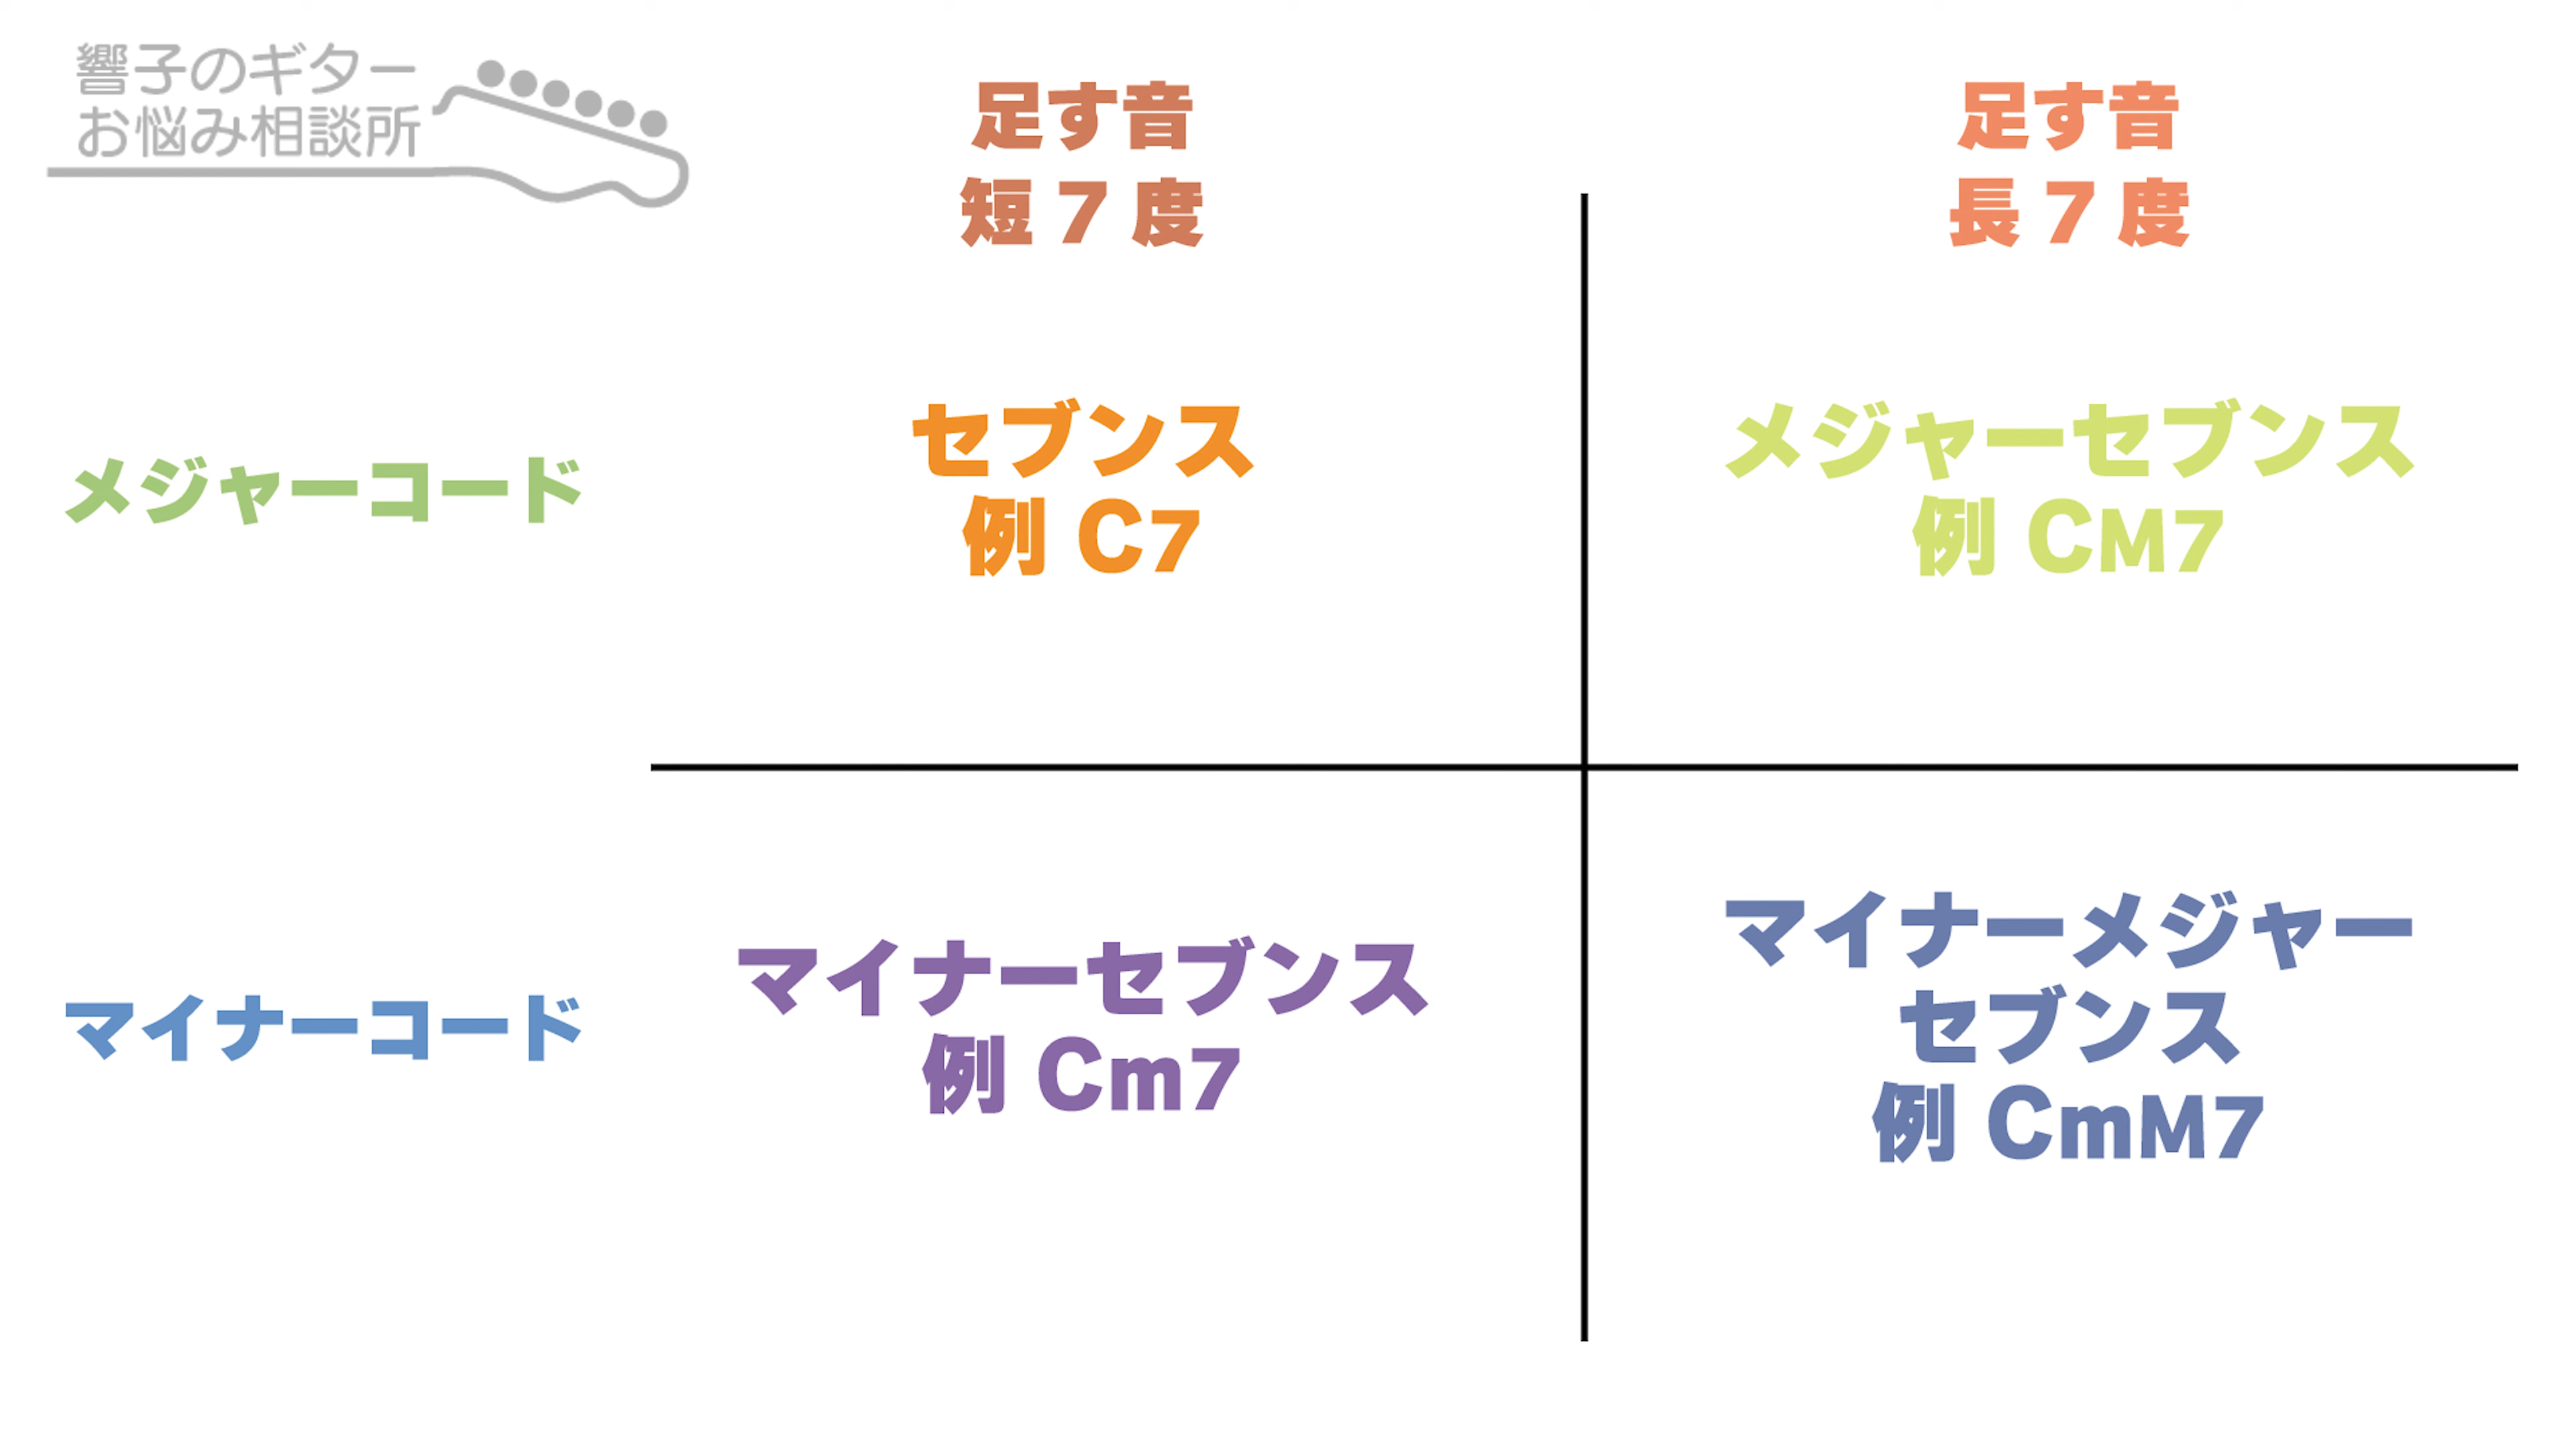 響子のギター
お悩み相談所
足す音
短７度
足す音
長７度
メジャーコード
セブンス
例 C7
メジャーセブンス
例 CM7
マイナーコード
マイナーセブンス
例 Cm7
マイナーメジャー
セブンス
例 CmM7